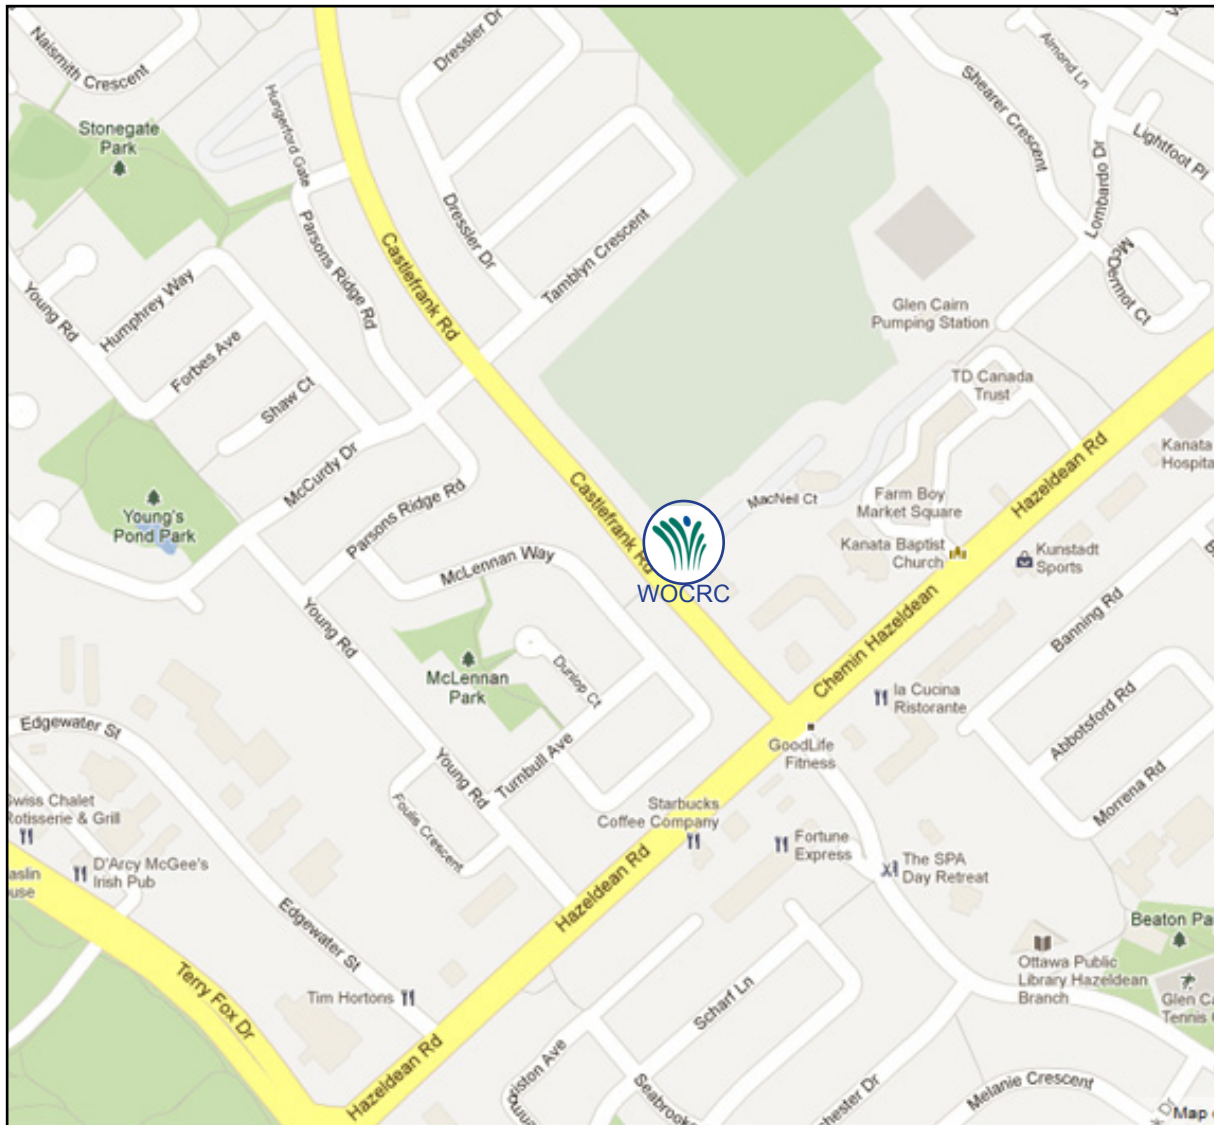 Naismith Crescent
Dressler Dr
Almond Ln
Shearer Crescent
Hungerford Gate
Stonegate
Park
Lightfoot Pl
Lombardo Dr
Dressler Dr
Parsons Ridge Rd
Castlefrank Rd
Tamblyn Crescent
McDermot Ct
Young Rd
Humphrey Way
Glen Cairn
Pumping Station
Forbes Ave
Shaw Ct
TD Canada
Trust
McCurdy Dr
Hazeldean Rd
Kanata
Parsons Ridge Rd
Castlefrank Rd
MacNeil Ct
Farm Boy
Market Square
Young's
Pond Park
McLennan Way
Kanata Baptist
Church
Kunstadt
Sports
WOCRC
Banning Rd
Young Rd
Chemin Hazeldean
McLennan
Park
Dunlop Ct
la Cucina
Ristorante
Abbotsford Rd
Edgewater St
GoodLife
Fitness
Young Rd
Turnbull Ave
Morrena Rd
Swiss Chalet
Rotisserie & Grill
Foulis Crescent
Starbucks
Coffee Company
Fortune
Express
D'Arcy McGee's
Irish Pub
The SPA
Day Retreat
Hazeldean Rd
Edgewater St
Beaton Pa
Ottawa Public
Library Hazeldean
Branch
Terry Fox Dr
Tim Hortons
Scharf Ln
Glen Ca
Tennis
Hazeldean Rd
Seabrooke
Melanie Crescent
Map